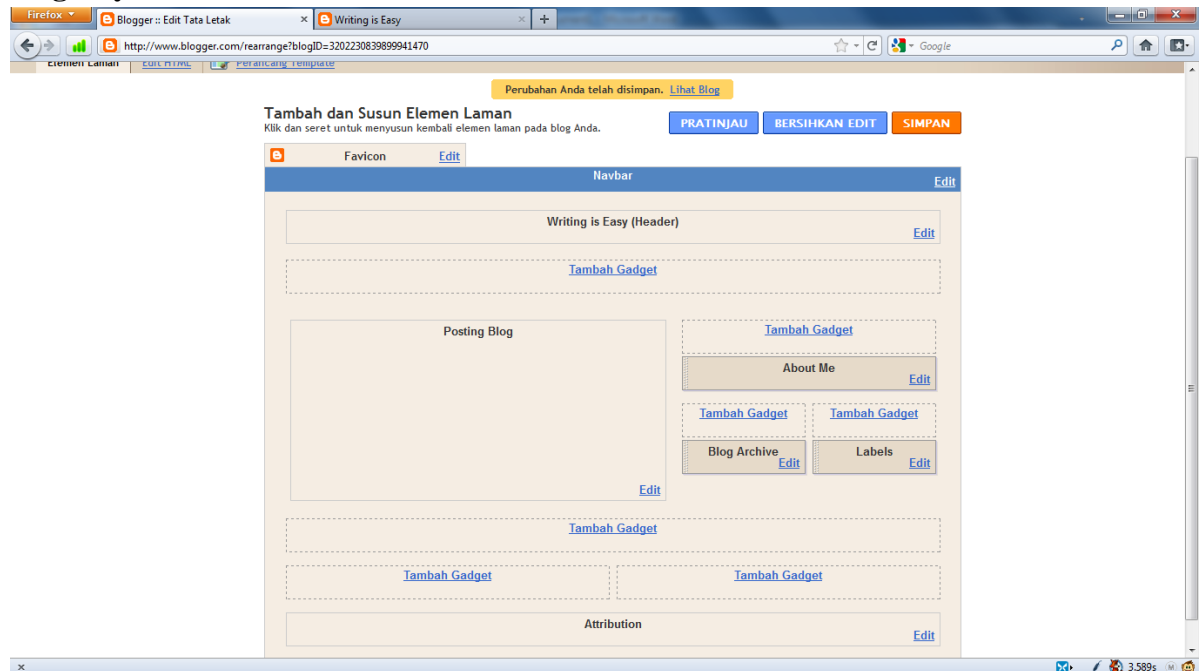 Firefox
Blogger :: Edit Tata Letak × Writing is Easy × +
http://www.blogger.com/rearrange?blogID=3202230839899941470 Google
Elemen Laman Edit HTML Perancang Template
Perubahan Anda telah disimpan. Lihat Blog
Tambah dan Susun Elemen Laman
Klik dan seret untuk menyusun kembali elemen laman pada blog Anda.
PRATINJAU BERSIHKAN EDIT SIMPAN
Favicon Edit
Navbar
Edit
Writing is Easy (Header)
Edit
Tambah Gadget
Posting Blog
Edit
Tambah Gadget
About Me
Edit
Tambah Gadget Tambah Gadget
Blog Archive Labels
Edit Edit
Tambah Gadget
Tambah Gadget Tambah Gadget
Attribution
Edit
× 3.589s